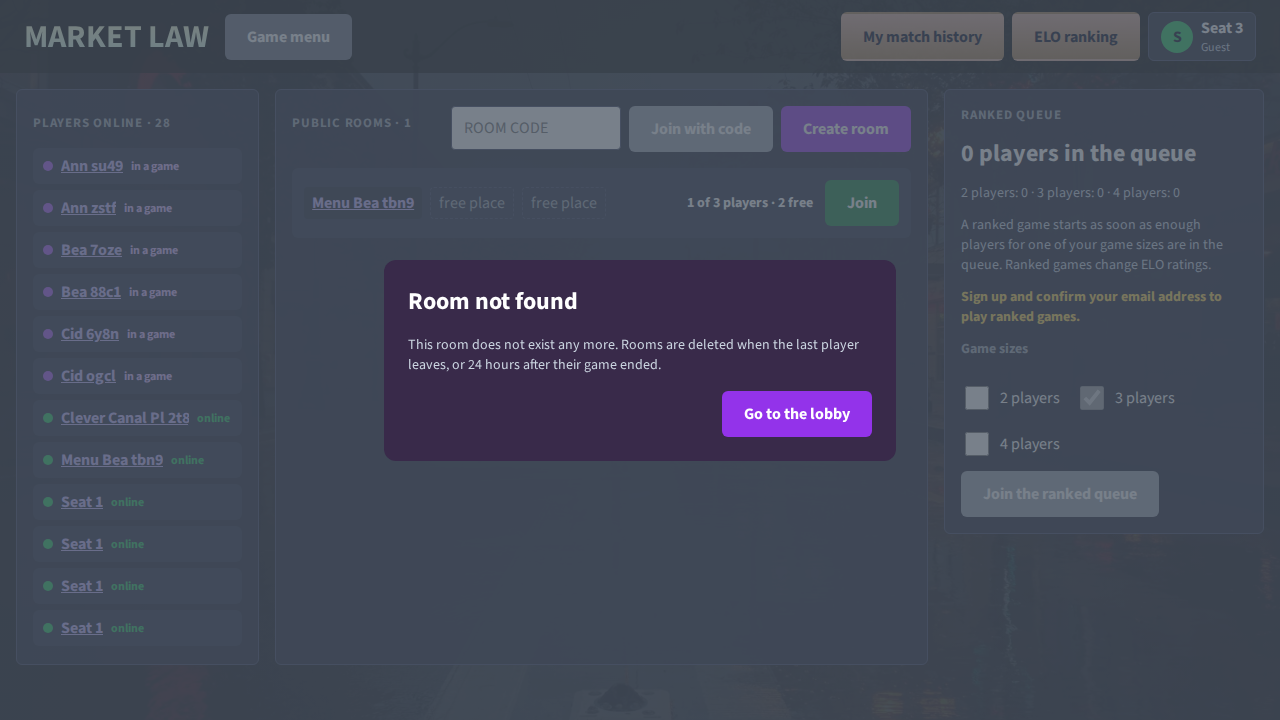 MARKET LAW
Game menu
My match history
ELO ranking
S
Seat 3
Guest
PLAYERS ONLINE · 28
Ann su49 in a game
Ann zstf in a game
Bea 7oze in a game
Bea 88c1 in a game
Cid 6y8n in a game
Cid ogcl in a game
Clever Canal Pl 2t8 online
Menu Bea tbn9 online
Seat 1 online
Seat 1 online
Seat 1 online
Seat 1 online
PUBLIC ROOMS · 1
ROOM CODE
Join with code
Create room
Menu Bea tbn9 free place free place 1 of 3 players · 2 free Join
Room not found
This room does not exist any more. Rooms are deleted when the last player
leaves, or 24 hours after their game ended.
Go to the lobby
RANKED QUEUE
0 players in the queue
2 players: 0 · 3 players: 0 · 4 players: 0
A ranked game starts as soon as enough
players for one of your game sizes are in the
queue. Ranked games change ELO ratings.
Sign up and confirm your email address to
play ranked games.
Game sizes
2 players 3 players
4 players
Join the ranked queue